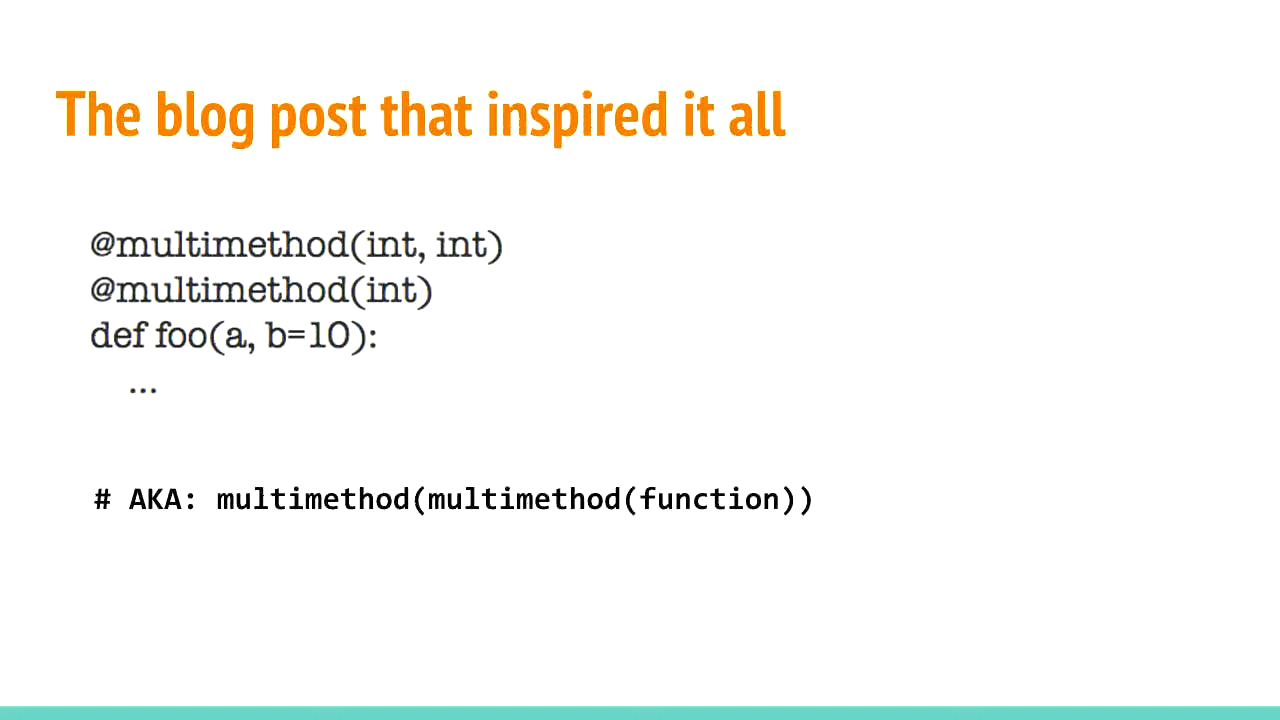 The blog post that inspired it all
@multimethod(int, int)
@multimethod(int)
def foo(a, b=10):
...
# AKA: multimethod(multimethod(function))